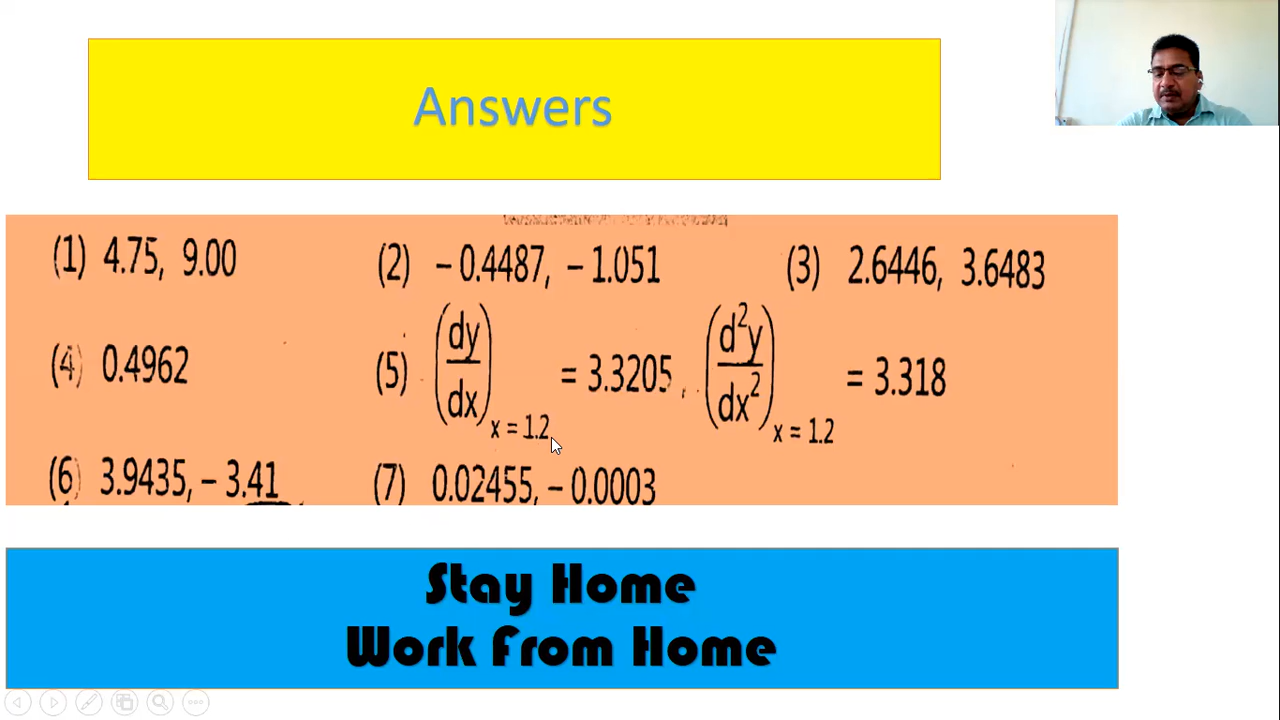 Answers
(1) 4.75, 9.00 (2) – 0.4487, – 1.051 (3) 2.6446, 3.6483
(4) 0.4962 (5) (dy/dx)x = 1.2 = 3.3205, (d²y/dx²)x = 1.2 = 3.318
(6) 3.9435, – 3.41 (7) 0.02455, – 0.0003
Stay Home
Work From Home